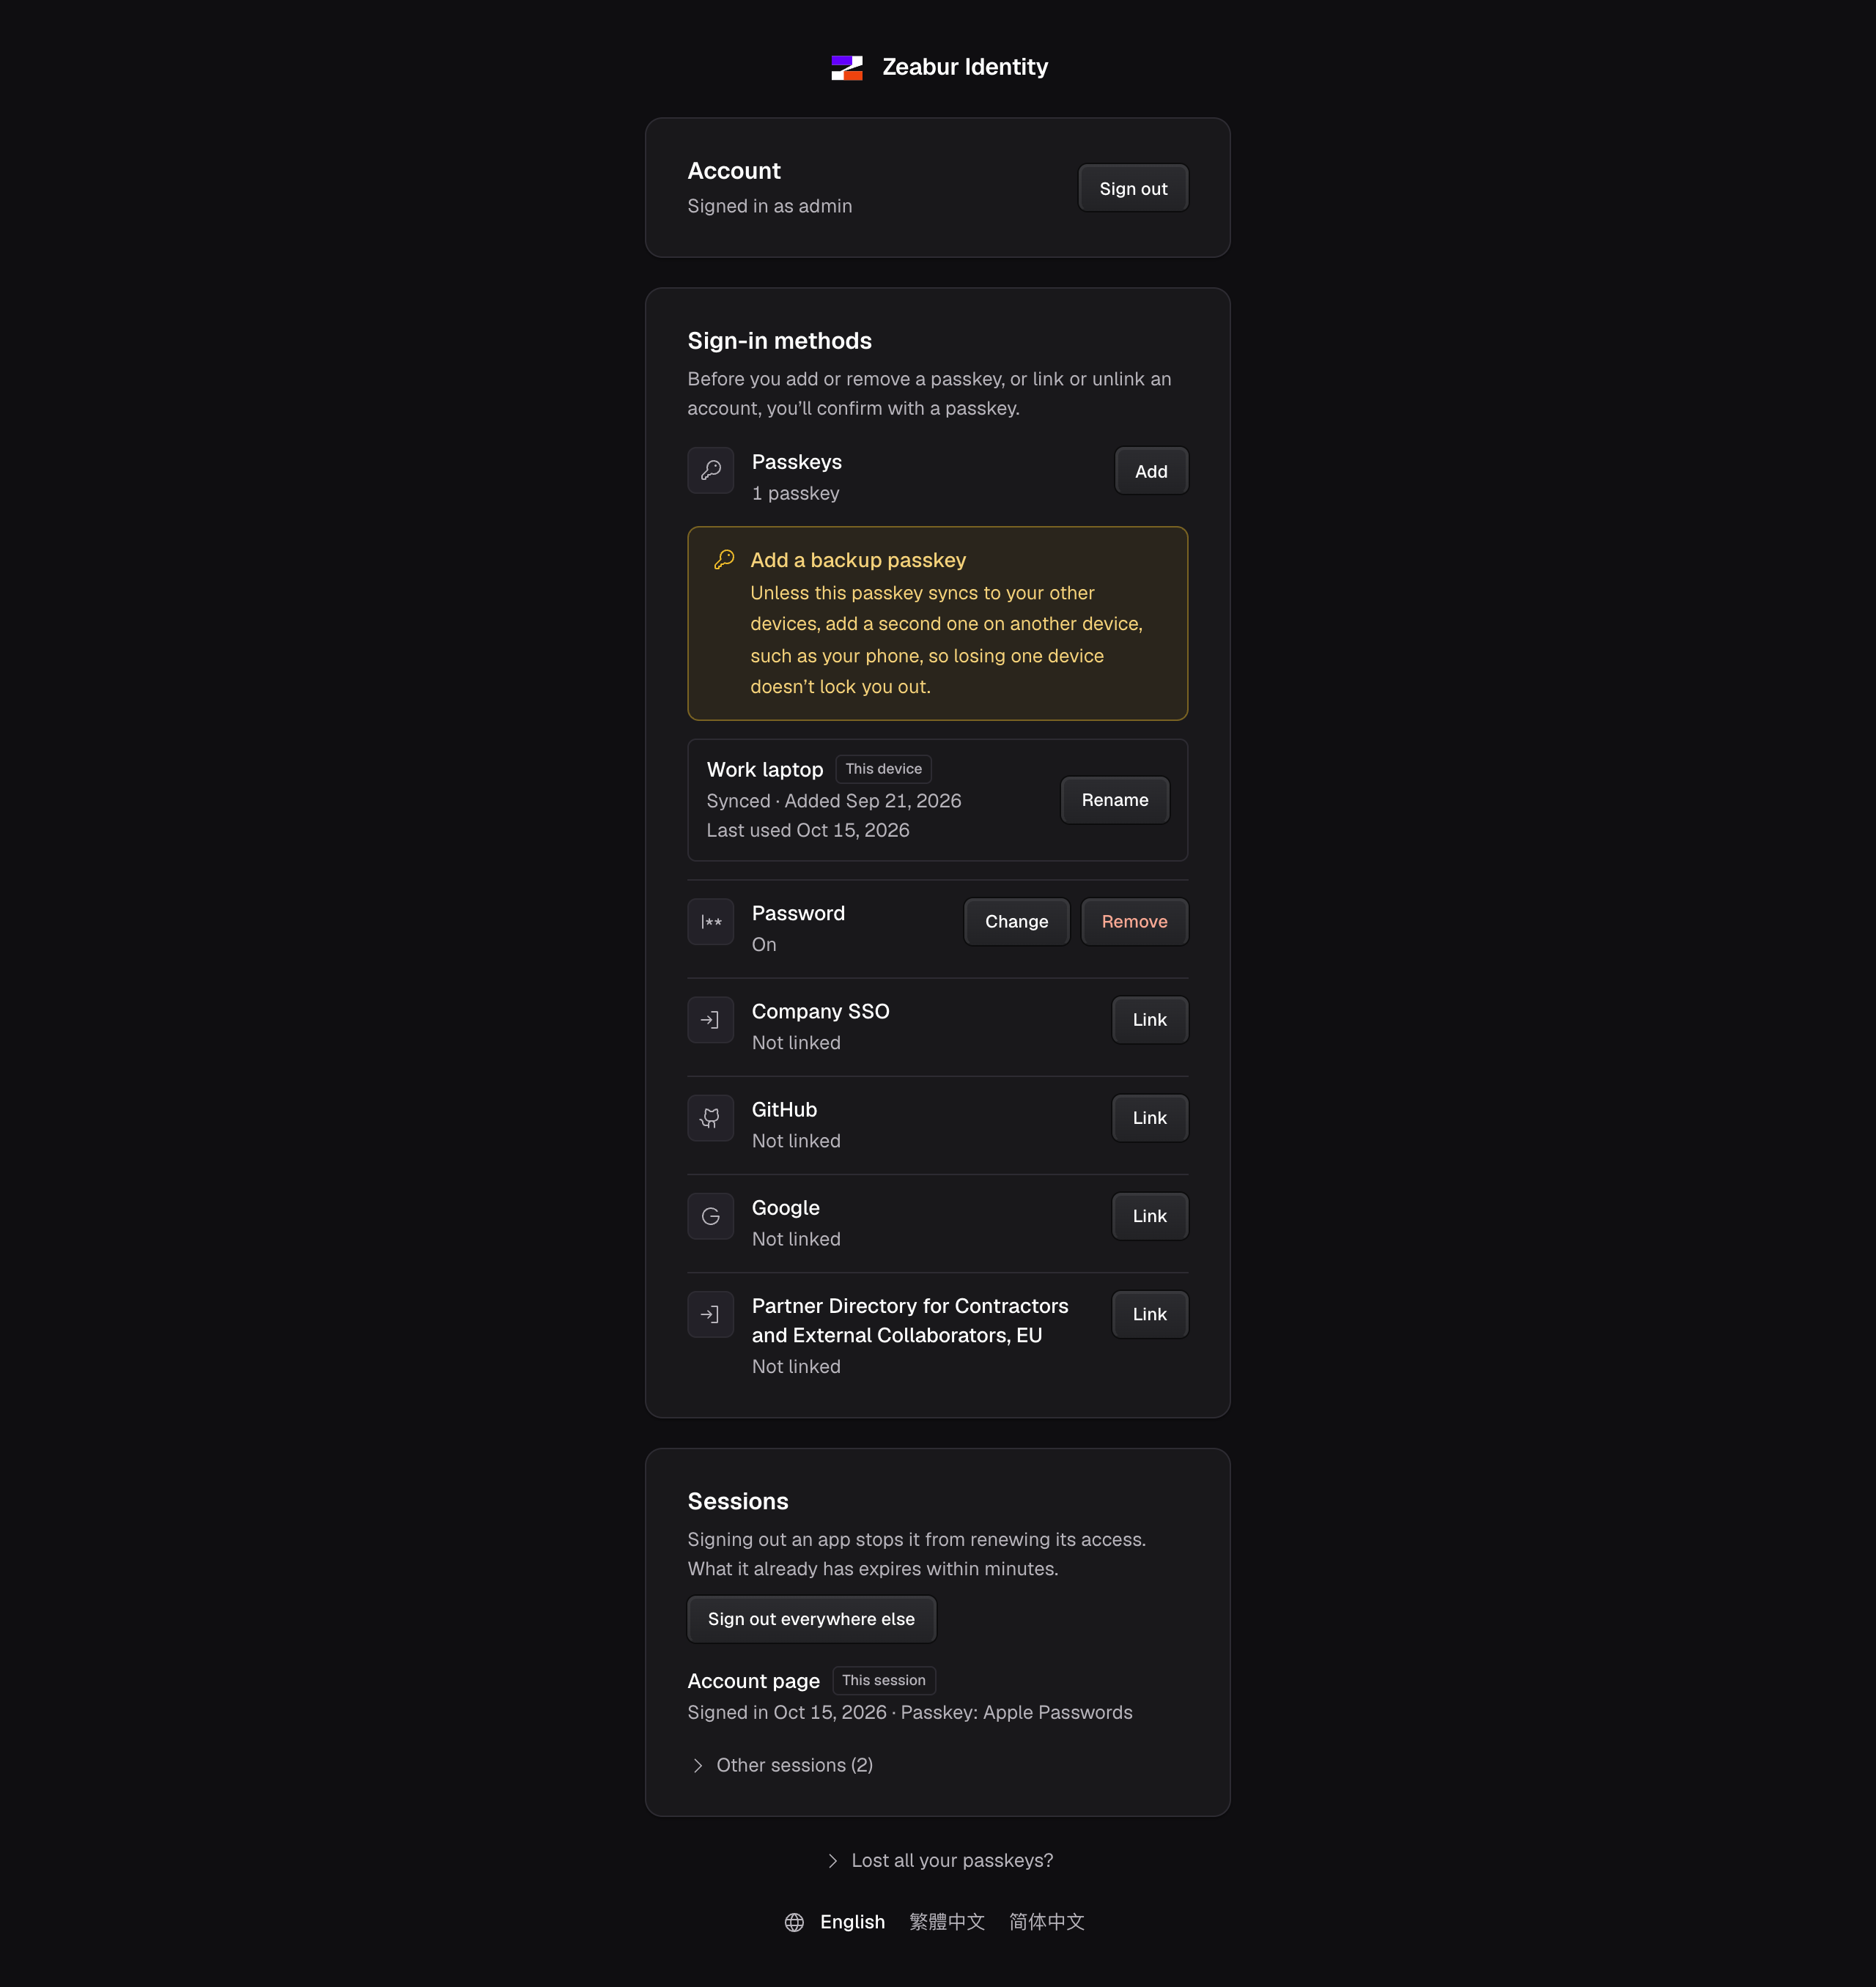 Zeabur Identity
Account
Signed in as admin
Sign out
Sign-in methods
Before you add or remove a passkey, or link or unlink an
account, you’ll confirm with a passkey.
Passkeys
1 passkey
Add
Add a backup passkey
Unless this passkey syncs to your other
devices, add a second one on another device,
such as your phone, so losing one device
doesn’t lock you out.
Work laptop
This device
Synced · Added Sep 21, 2026
Last used Oct 15, 2026
Rename
Password
On
Change
Remove
Company SSO
Not linked
Link
GitHub
Not linked
Link
Google
Not linked
Link
Partner Directory for Contractors
and External Collaborators, EU
Not linked
Link
Sessions
Signing out an app stops it from renewing its access.
What it already has expires within minutes.
Sign out everywhere else
Account page
This session
Signed in Oct 15, 2026 · Passkey: Apple Passwords
Other sessions (2)
Lost all your passkeys?
English 繁體中文 简体中文